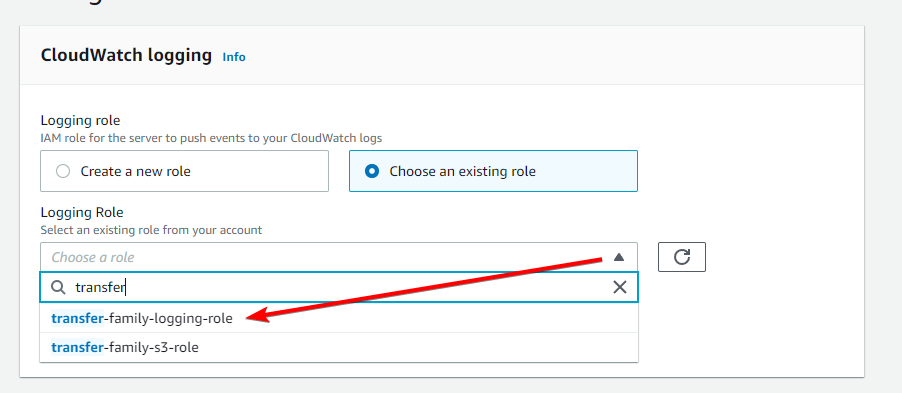 CloudWatch logging Info
Logging role
IAM role for the server to push events to your CloudWatch logs
Create a new role
Choose an existing role
Logging Role
Select an existing role from your account
Choose a role
transfer
transfer-family-logging-role
transfer-family-s3-role